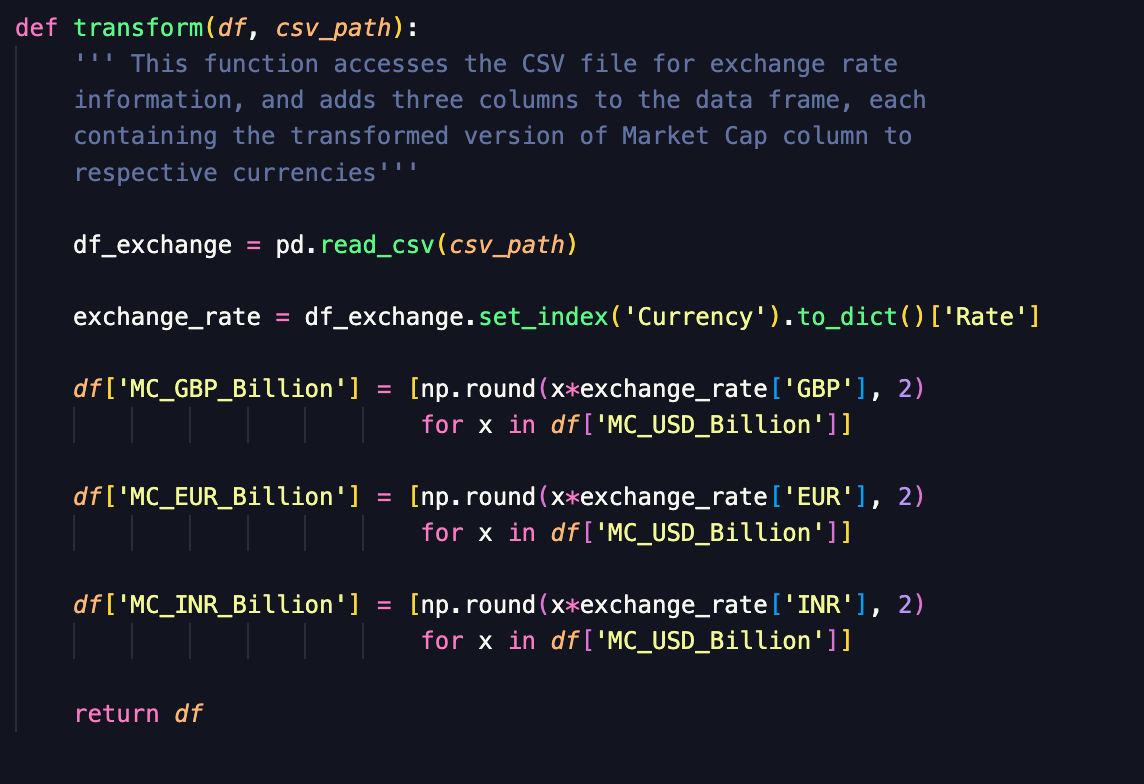 def transform(df, csv_path):
    ''' This function accesses the CSV file for exchange rate
    information, and adds three columns to the data frame, each
    containing the transformed version of Market Cap column to
    respective currencies'''
    df_exchange = pd.read_csv(csv_path)
    exchange_rate = df_exchange.set_index('Currency').to_dict()['Rate']
    df['MC_GBP_Billion'] = [np.round(x*exchange_rate['GBP'], 2)
                            for x in df['MC_USD_Billion']]
    df['MC_EUR_Billion'] = [np.round(x*exchange_rate['EUR'], 2)
                            for x in df['MC_USD_Billion']]
    df['MC_INR_Billion'] = [np.round(x*exchange_rate['INR'], 2)
                            for x in df['MC_USD_Billion']]
    return df